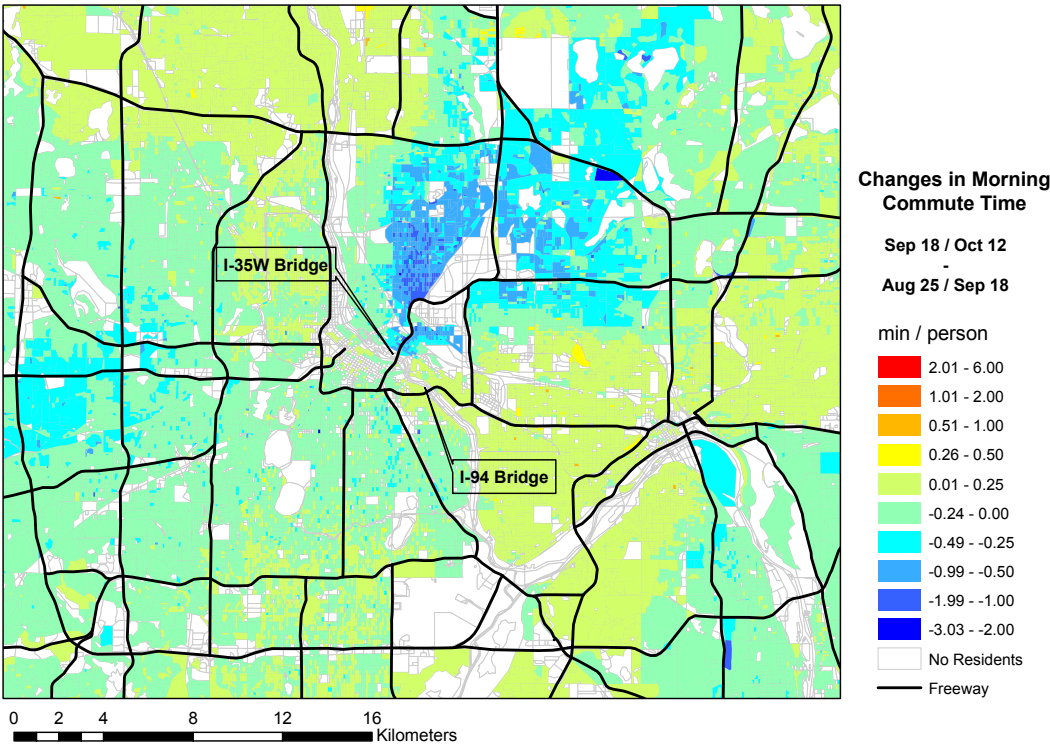 I-35W Bridge
I-94 Bridge
Changes in Morning
Commute Time
Sep 18 / Oct 12
-
Aug 25 / Sep 18
min / person
2.01 - 6.00
1.01 - 2.00
0.51 - 1.00
0.26 - 0.50
0.01 - 0.25
-0.24 - 0.00
-0.49 - -0.25
-0.99 - -0.50
-1.99 - -1.00
-3.03 - -2.00
No Residents
Freeway
0 2 4 8 12 16
Kilometers